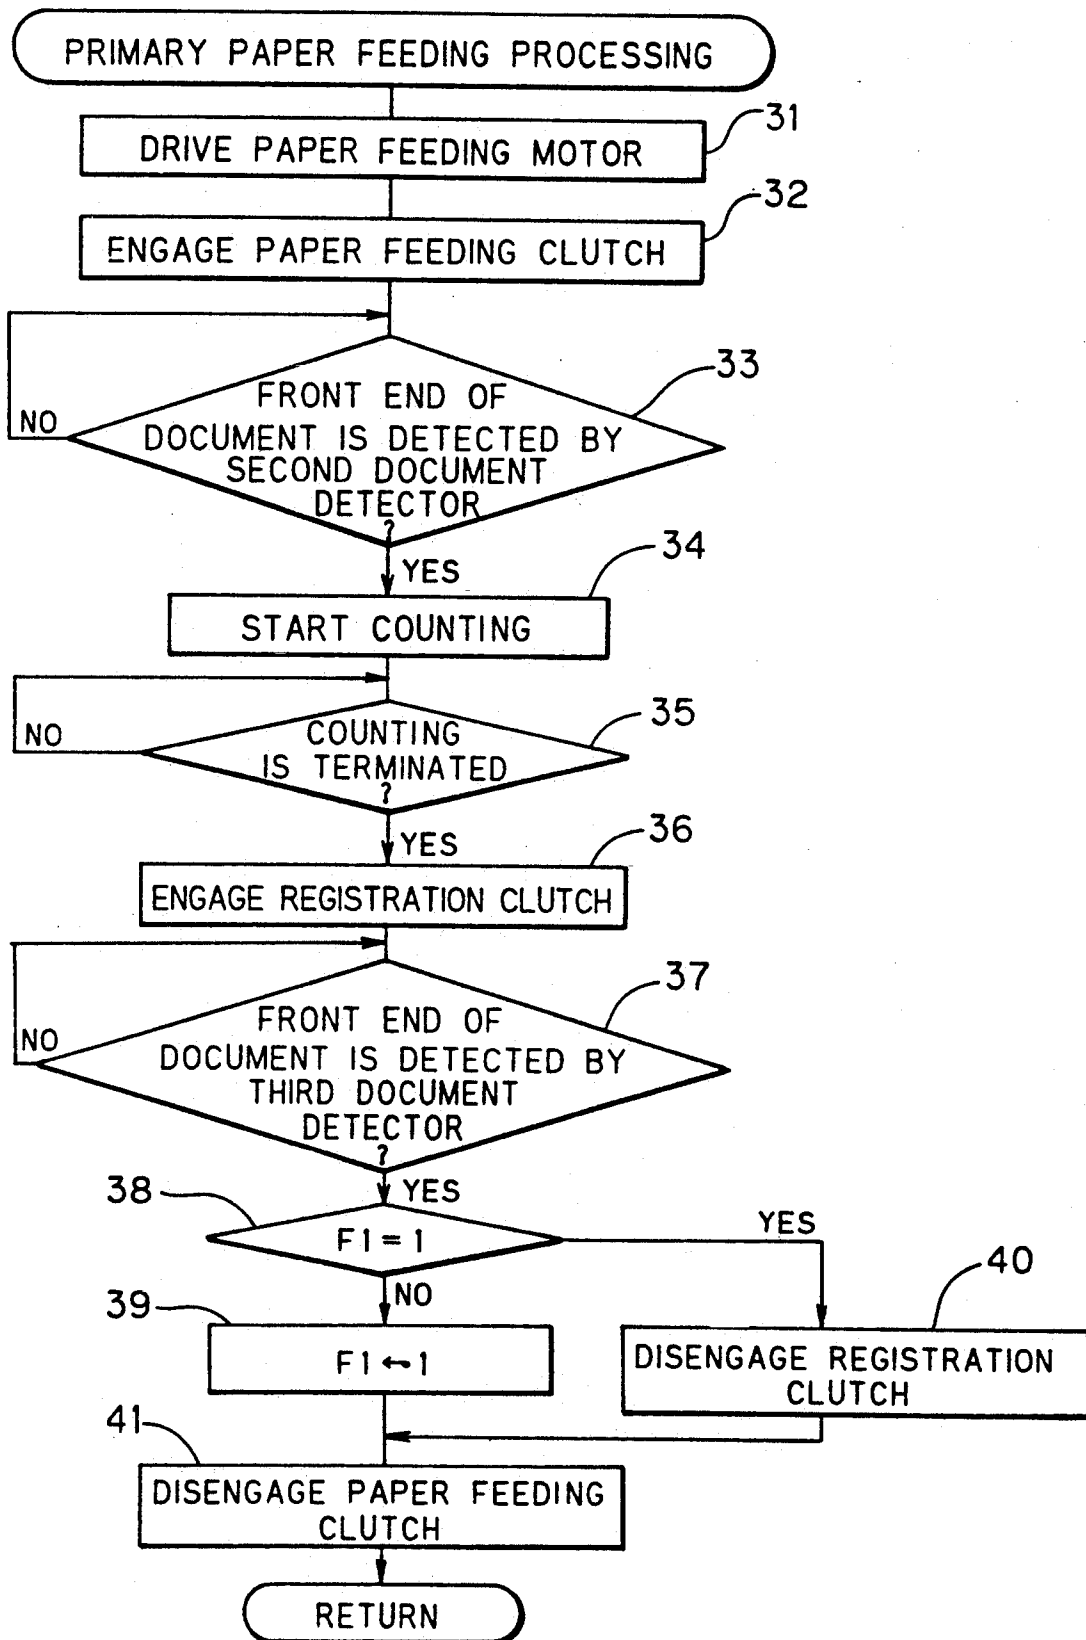 PRIMARY PAPER FEEDING PROCESSING
31
DRIVE PAPER FEEDING MOTOR
32
ENGAGE PAPER FEEDING CLUTCH
33
FRONT END OF
DOCUMENT IS DETECTED BY
SECOND DOCUMENT
DETECTOR
?
NO
YES
34
START COUNTING
35
COUNTING
IS TERMINATED
?
NO
YES
36
ENGAGE REGISTRATION CLUTCH
37
FRONT END OF
DOCUMENT IS DETECTED BY
THIRD DOCUMENT
DETECTOR
?
NO
YES
38
F1 = 1
YES
NO
39
F1 ← 1
40
DISENGAGE REGISTRATION
CLUTCH
41
DISENGAGE PAPER FEEDING
CLUTCH
RETURN